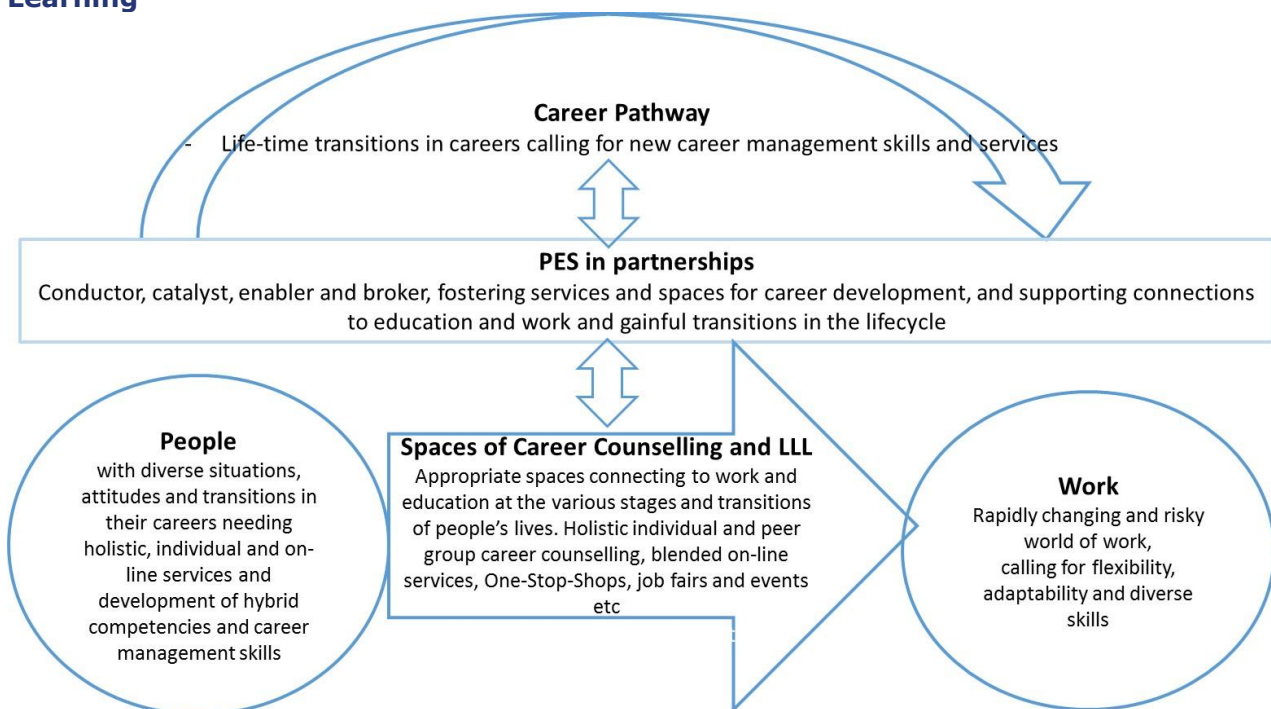 Learning
Career Pathway
- Life-time transitions in careers calling for new career management skills and services
PES in partnerships
Conductor, catalyst, enabler and broker, fostering services and spaces for career development, and supporting connections
to education and work and gainful transitions in the lifecycle
People
with diverse situations,
attitudes and transitions in
their careers needing
holistic, individual and on-
line services and
development of hybrid
competencies and career
management skills
Spaces of Career Counselling and LLL
Appropriate spaces connecting to work and
education at the various stages and transitions
of people’s lives. Holistic individual and peer
group career counselling, blended on-line
services, One-Stop-Shops, job fairs and events
etc
Work
Rapidly changing and risky
world of work,
calling for flexibility,
adaptability and diverse
skills